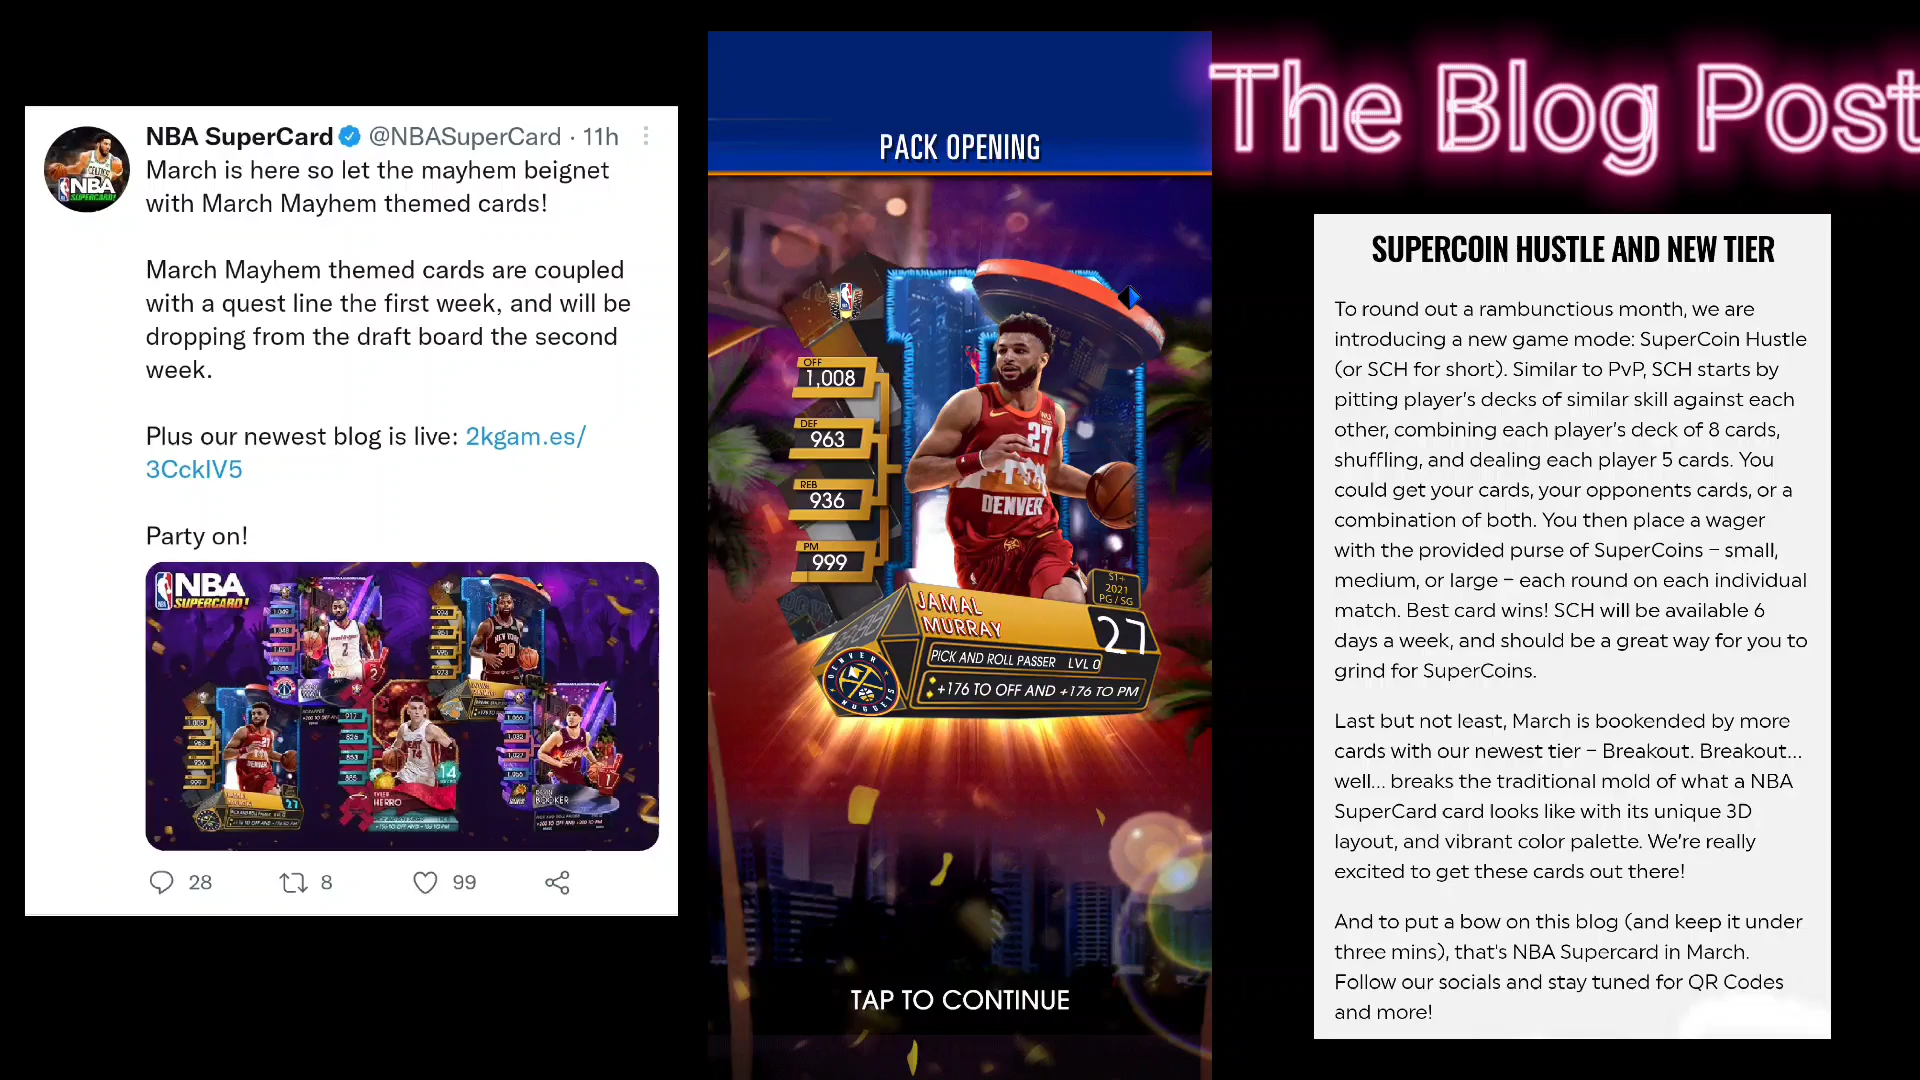 NBA SuperCard @NBASuperCard · 11h
March is here so let the mayhem beignet
with March Mayhem themed cards!
March Mayhem themed cards are coupled
with a quest line the first week, and will be
dropping from the draft board the second
week.
Plus our newest blog is live: 2kgam.es/
3CckIV5
Party on!
NBA
SUPERCARD!
HERRO
BOOKER
28
8
99
PACK OPENING
OFF
1,008
DEF
963
REB
936
PM
999
27
DENVER
S1+
2021
PG / SG
JAMAL
MURRAY
27
PICK AND ROLL PASSER LVL 0
+176 TO OFF AND +176 TO PM
DENVER
NUGGETS
TAP TO CONTINUE
The Blog Post
SUPERCOIN HUSTLE AND NEW TIER
To round out a rambunctious month, we are
introducing a new game mode: SuperCoin Hustle
(or SCH for short). Similar to PvP, SCH starts by
pitting player's decks of similar skill against each
other, combining each player's deck of 8 cards,
shuffling, and dealing each player 5 cards. You
could get your cards, your opponents cards, or a
combination of both. You then place a wager
with the provided purse of SuperCoins – small,
medium, or large – each round on each individual
match. Best card wins! SCH will be available 6
days a week, and should be a great way for you to
grind for SuperCoins.
Last but not least, March is bookended by more
cards with our newest tier – Breakout. Breakout...
well... breaks the traditional mold of what a NBA
SuperCard card looks like with its unique 3D
layout, and vibrant color palette. We're really
excited to get these cards out there!
And to put a bow on this blog (and keep it under
three mins), that's NBA Supercard in March.
Follow our socials and stay tuned for QR Codes
and more!